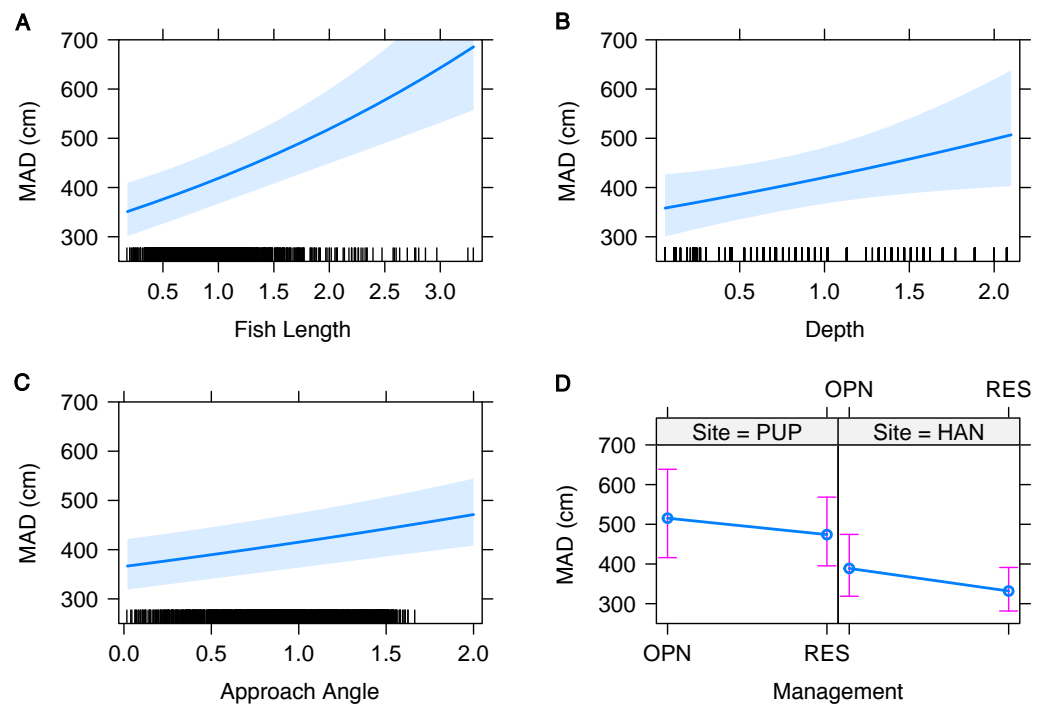 A
700
600
500
400
300
MAD (cm)
0.5 1.0 1.5 2.0 2.5 3.0
Fish Length
B
700
600
500
400
300
MAD (cm)
0.5 1.0 1.5 2.0
Depth
C
700
600
500
400
300
MAD (cm)
0.0 0.5 1.0 1.5 2.0
Approach Angle
D
OPN RES
Site = PUP Site = HAN
700
600
500
400
300
MAD (cm)
OPN RES
Management